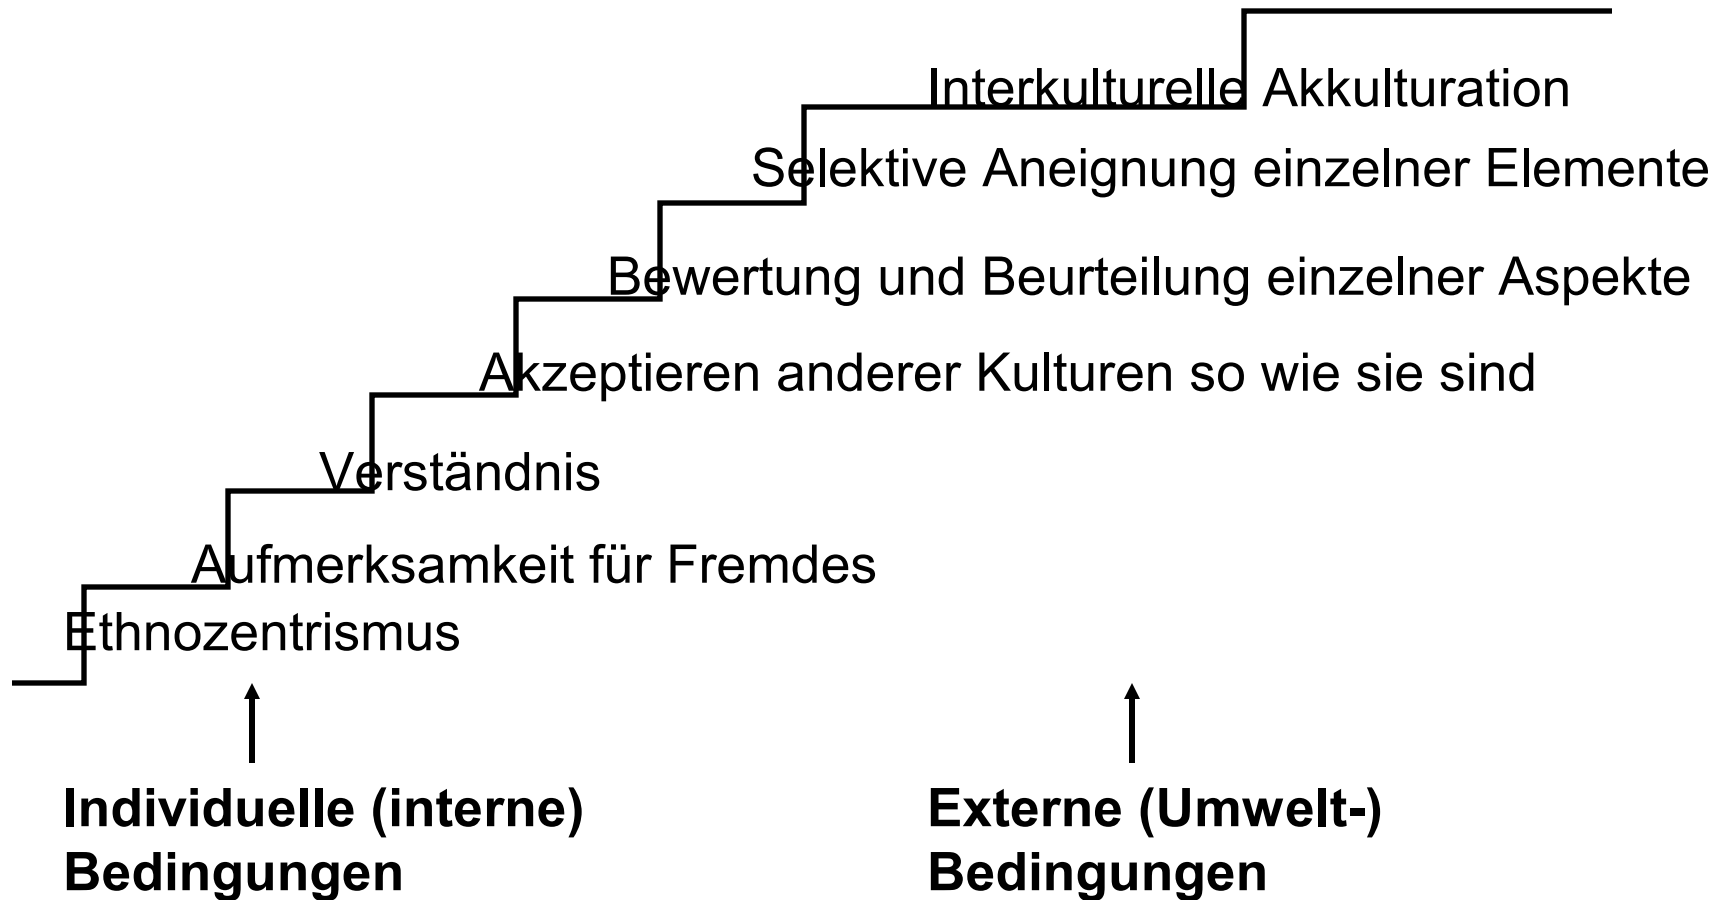 Interkulturelle Akkulturation
Selektive Aneignung einzelner Elemente
Bewertung und Beurteilung einzelner Aspekte
Akzeptieren anderer Kulturen so wie sie sind
Verständnis
Aufmerksamkeit für Fremdes
Ethnozentrismus
Individuelle (interne)
Bedingungen
Externe (Umwelt-)
Bedingungen